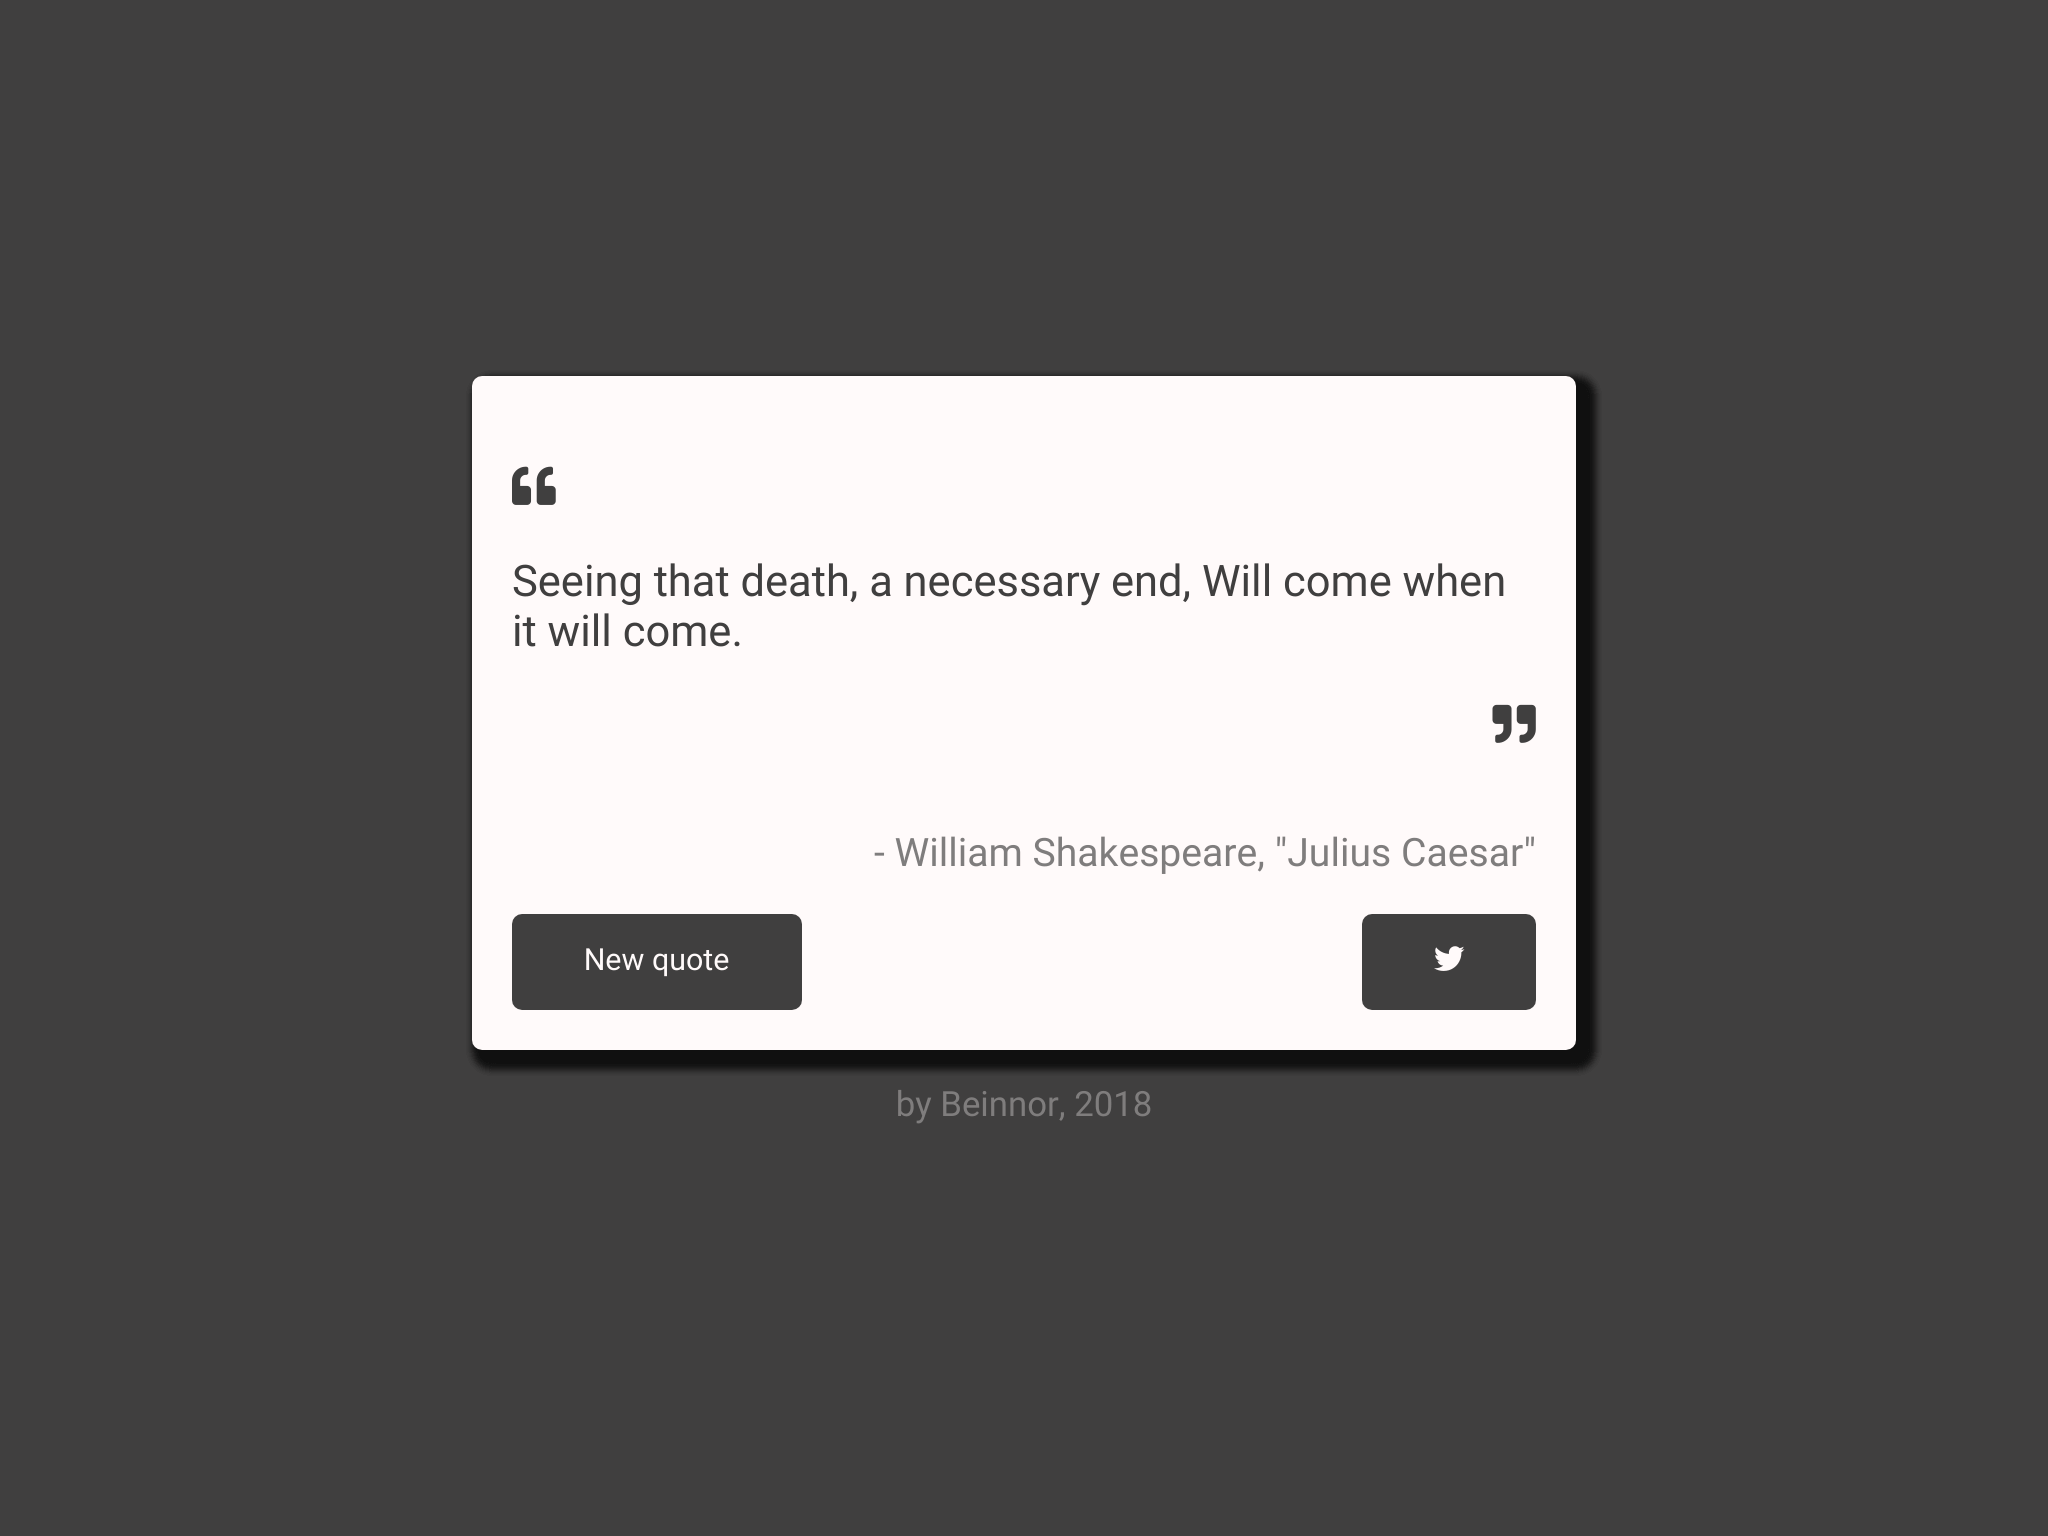 Seeing that death, a necessary end, Will come when
it will come.
- William Shakespeare, "Julius Caesar"
New quote
by Beinnor, 2018